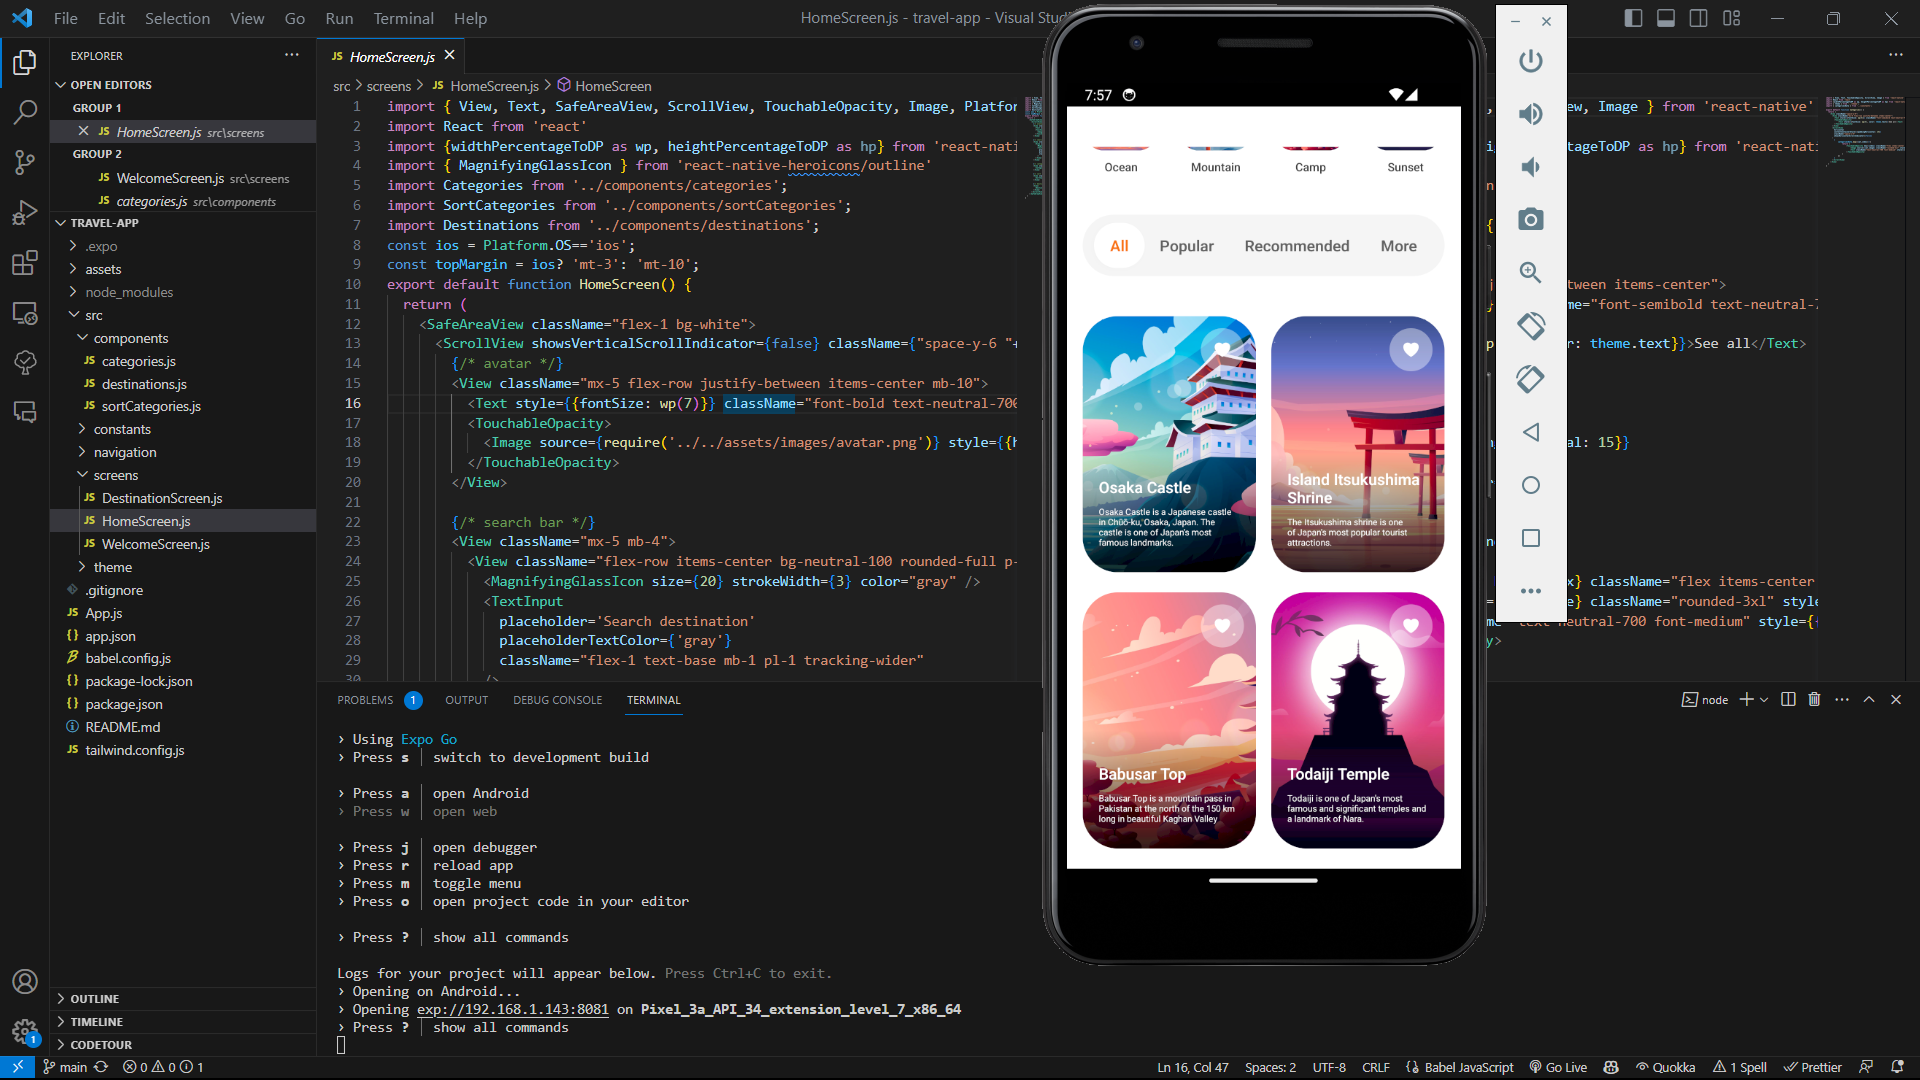 File Edit Selection View Go Run Terminal Help
HomeScreen.js - travel-app - Visual
EXPLORER
OPEN EDITORS
GROUP 1
JS HomeScreen.js src\screens
GROUP 2
JS WelcomeScreen.js src\screens
JS categories.js src\components
TRAVEL-APP
.expo
assets
node_modules
src
components
JS categories.js
JS destinations.js
JS sortCategories.js
constants
navigation
screens
JS DestinationScreen.js
JS HomeScreen.js
JS WelcomeScreen.js
theme
.gitignore
JS App.js
{} app.json
babel.config.js
{} package-lock.json
{} package.json
README.md
JS tailwind.config.js
OUTLINE
TIMELINE
CODETOUR
JS HomeScreen.js
src > screens > JS HomeScreen.js > HomeScreen
1 import { View, Text, SafeAreaView, ScrollView, TouchableOpacity, Image, Platfor
2 import React from 'react'
3 import {widthPercentageToDP as wp, heightPercentageToDP as hp} from 'react-nati
4 import { MagnifyingGlassIcon } from 'react-native-heroicons/outline'
5 import Categories from '../components/categories';
6 import SortCategories from '../components/sortCategories';
7 import Destinations from '../components/destinations';
8 const ios = Platform.OS=='ios';
9 const topMargin = ios? 'mt-3': 'mt-10';
10 export default function HomeScreen() {
11 return (
12 <SafeAreaView className="flex-1 bg-white">
13 <ScrollView showsVerticalScrollIndicator={false} className={"space-y-6 "+
14 {/* avatar */}
15 <View className="mx-5 flex-row justify-between items-center mb-10">
16 <Text style={{fontSize: wp(7)}} className="font-bold text-neutral-700
17 <TouchableOpacity>
18 <Image source={require('../../assets/images/avatar.png')} style={{h
19 </TouchableOpacity>
20 </View>
21
22 {/* search bar */}
23 <View className="mx-5 mb-4">
24 <View className="flex-row items-center bg-neutral-100 rounded-full p-
25 <MagnifyingGlassIcon size={20} strokeWidth={3} color="gray" />
26 <TextInput
27 placeholder='Search destination'
28 placeholderTextColor={'gray'}
29 className="flex-1 text-base mb-1 pl-1 tracking-wider"
30 />
ew, Image } from 'react-native'
tageToDP as hp} from 'react-nati
{
tween items-center">
me="font-semibold text-neutral-7
r: theme.text}}>See all</Text>
al: 15}}
x} className="flex items-center
e} className="rounded-3xl" style
text-neutral-700 font-medium" style={{
y>
7:57
Ocean Mountain Camp Sunset
All Popular Recommended More
Osaka Castle
Osaka Castle is a Japanese castle
in Chūō-ku, Osaka, Japan. The
castle is one of Japan's most
famous landmarks.
Island Itsukushima
Shrine
The Itsukushima shrine is one
of Japan's most popular tourist
attractions.
Babusar Top
Babusar Top is a mountain pass in
Pakistan at the north of the 150 km
long in beautiful Kaghan Valley
Todaiji Temple
Todaiji is one of Japan's most
famous and significant temples and
a landmark of Nara.
PROBLEMS 1 OUTPUT DEBUG CONSOLE TERMINAL
node
› Using Expo Go
› Press s │ switch to development build
› Press a │ open Android
› Press w │ open web
› Press j │ open debugger
› Press r │ reload app
› Press m │ toggle menu
› Press o │ open project code in your editor
› Press ? │ show all commands
Logs for your project will appear below. Press Ctrl+C to exit.
› Opening on Android...
› Opening exp://192.168.1.143:8081 on Pixel_3a_API_34_extension_level_7_x86_64
› Press ? │ show all commands
1
main 0 0 1
Ln 16, Col 47 Spaces: 2 UTF-8 CRLF {} Babel JavaScript Go Live Quokka 1 Spell Prettier